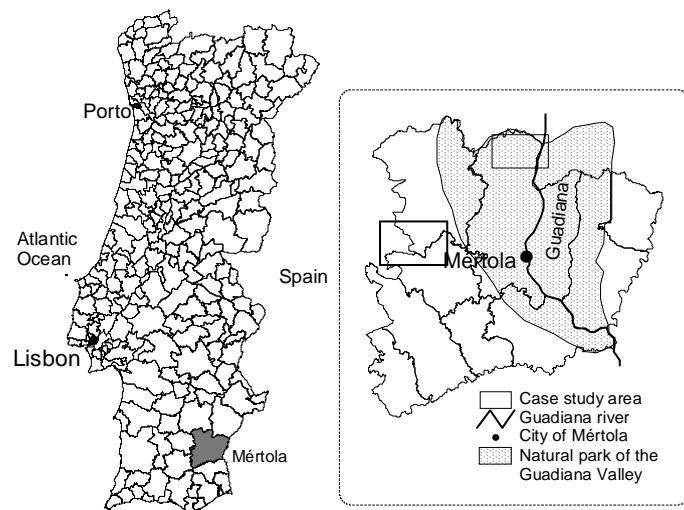 Porto
Atlantic
Ocean
Spain
Lisbon
Mértola
Guadiana
Mértola
Case study area
Guadiana river
City of Mértola
Natural park of the
Guadiana Valley